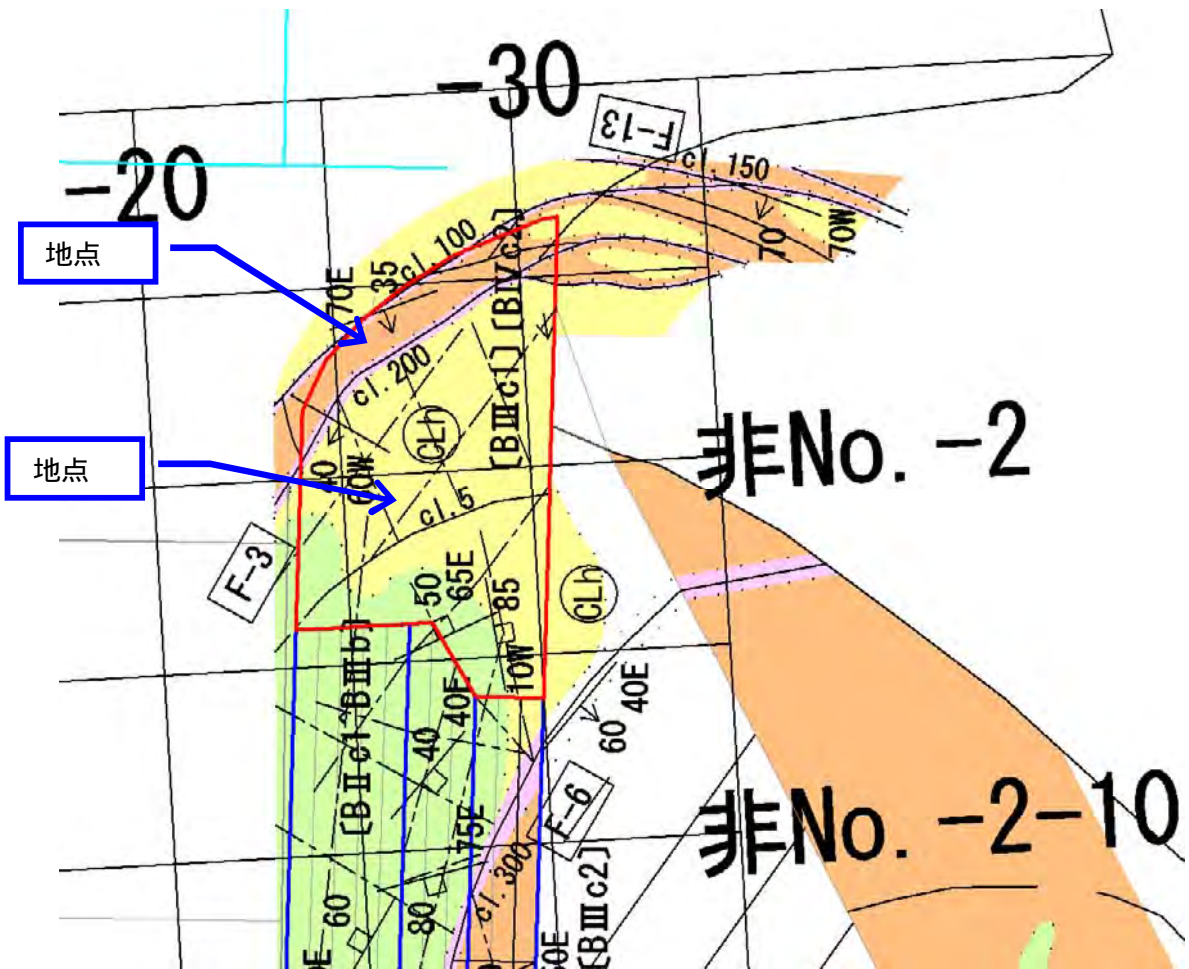 -30
F-13
cl. 150
-20
70
70W
地点
70E
35
cl. 100
[BⅢc1]
[BⅣc2]
cl. 200
CLh
非No. -2
地点
40
60W
cl. 5
F-3
50
65E
85
CLh
10W
[BⅡc1~BⅢb]
40E
40
60
40E
75E
F-6
非No. -2-10
cl. 300
[BⅢc2]
60
80